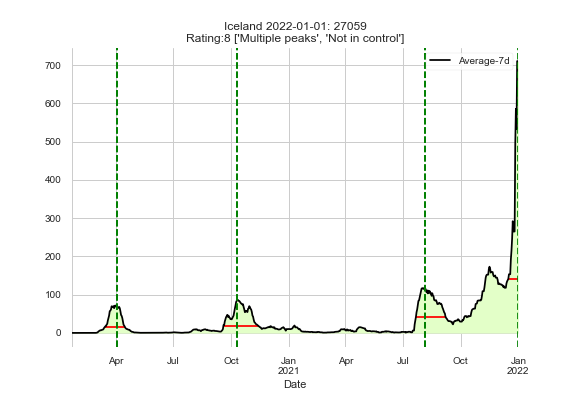 Iceland 2022-01-01: 27059
Rating:8 ['Multiple peaks', 'Not in control']
Average-7d
700
600
500
400
300
200
100
0
Apr
Jul
Oct
Jan
2021
Apr
Jul
Oct
Jan
2022
Date